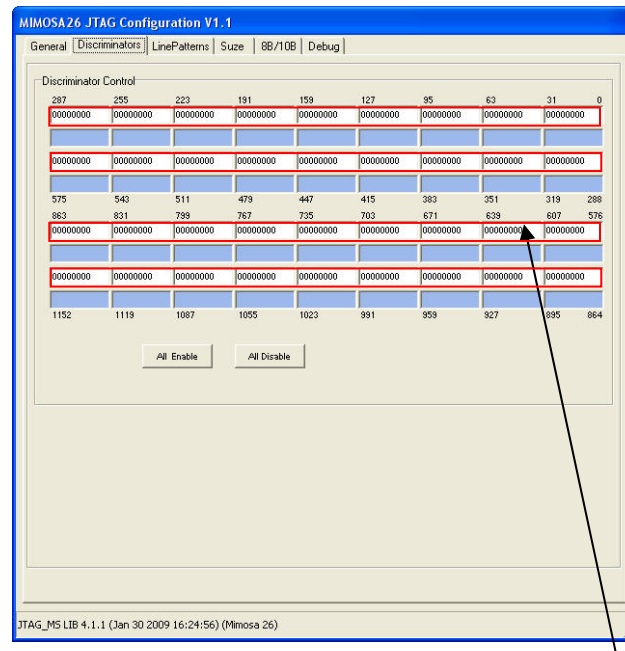 MIMOSA26 JTAG Configuration V1.1
General Discriminators LinePatterns Suze 8B/10B Debug
Discriminator Control
287 255 223 191 159 127 95 63 31 0
00000000 00000000 00000000 00000000 00000000 00000000 00000000 00000000 00000000
00000000 00000000 00000000 00000000 00000000 00000000 00000000 00000000 00000000
575 543 511 479 447 415 383 351 319 288
863 831 799 767 735 703 671 639 607 576
00000000 00000000 00000000 00000000 00000000 00000000 00000000 00000000 00000000
00000000 00000000 00000000 00000000 00000000 00000000 00000000 00000000 00000000
1152 1119 1087 1055 1023 991 959 927 895 864
All Enable All Disable
JTAG_MS LIB 4.1.1 (Jan 30 2009 16:24:56) (Mimosa 26)